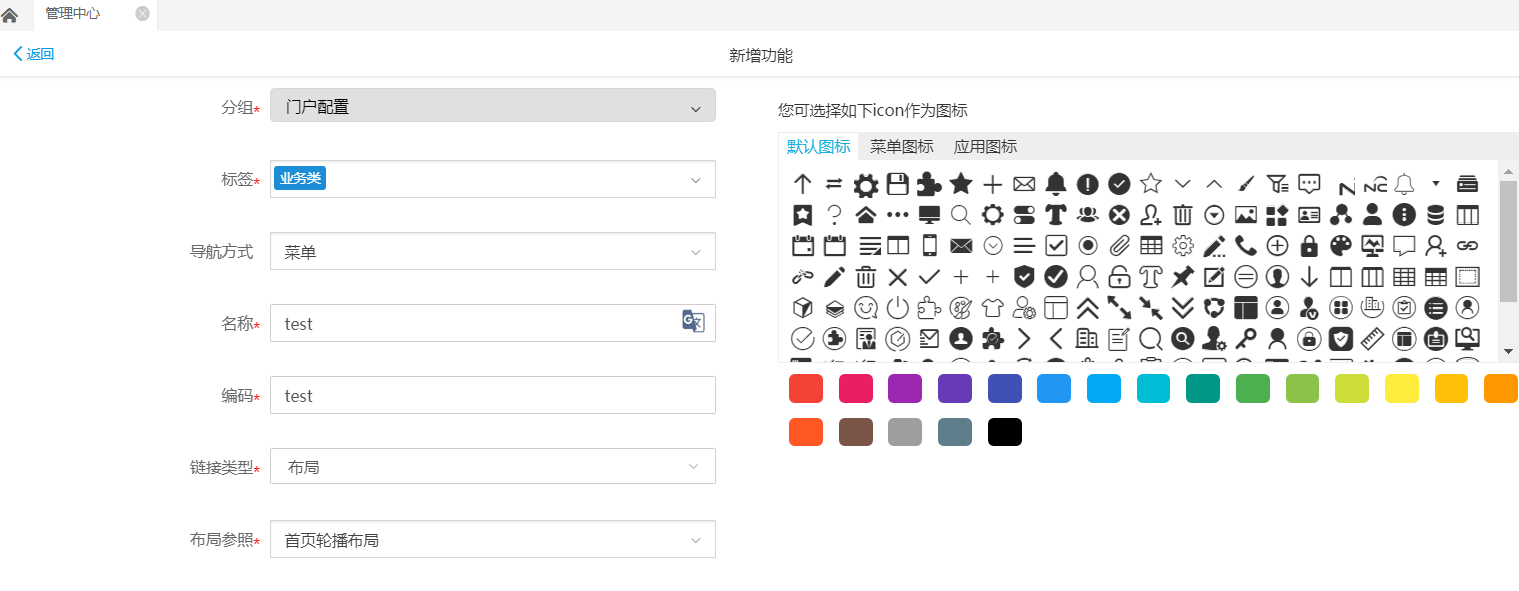 管理中心
返回
新增功能
分组*
门户配置
标签*
业务类
导航方式
菜单
名称*
test
编码*
test
链接类型*
布局
布局参照*
首页轮播布局
您可选择如下icon作为图标
默认图标 菜单图标 应用图标